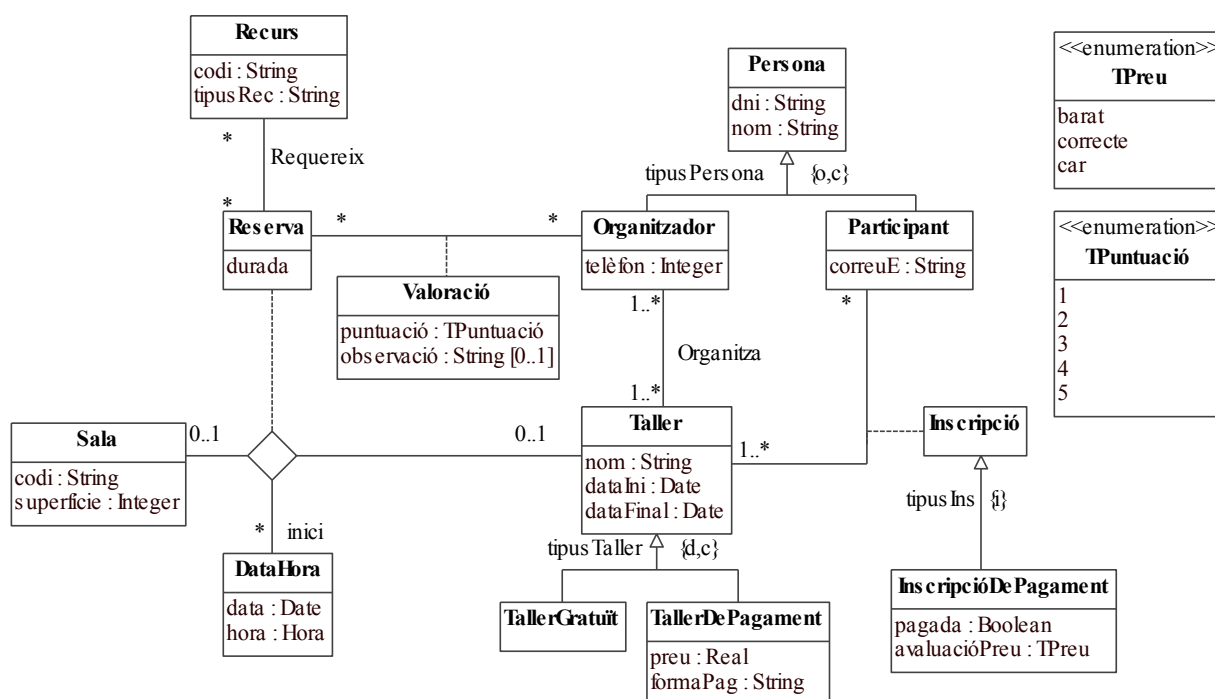 Recurs
codi : String
tipusRec : String
*
Requereix
*
Persona
dni : String
nom : String
tipusPersona
{o,c}
<<enumeration>>
TPreu
barat
correcte
car
Reserva
durada
*
*
Organitzador
telèfon : Integer
Participant
correuE : String
<<enumeration>>
TPuntuació
1
2
3
4
5
Valoració
puntuació : TPuntuació
observació : String [0..1]
1..*
*
Organitza
1..*
Sala
codi : String
superfície : Integer
0..1
0..1
Taller
nom : String
dataIni : Date
dataFinal : Date
1..*
Inscripció
tipusIns
{i}
*
inici
DataHora
data : Date
hora : Hora
tipusTaller
{d,c}
TallerGratuït
TallerDePagament
preu : Real
formaPag : String
InscripcióDePagament
pagada : Boolean
avaluacióPreu : TPreu